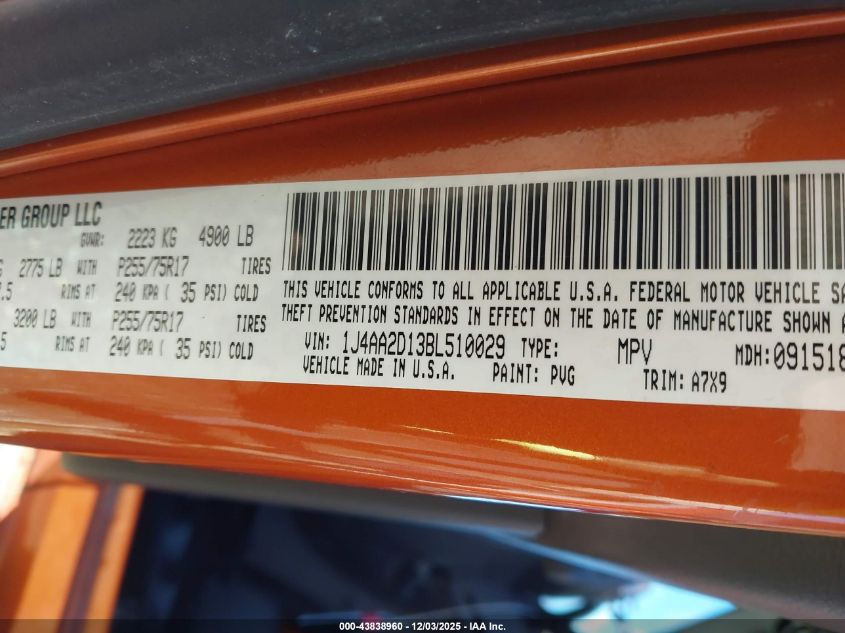 ER GROUP LLC
GVWR: 2223 KG 4900 LB
G 2775 LB WITH P255/75R17 TIRES
.5 RIMS AT 240 KPA ( 35 PSI) COLD
3200 LB WITH P255/75R17 TIRES
.5 RIMS AT 240 KPA ( 35 PSI) COLD
THIS VEHICLE CONFORMS TO ALL APPLICABLE U.S.A. FEDERAL MOTOR VEHICLE SA
THEFT PREVENTION STANDARDS IN EFFECT ON THE DATE OF MANUFACTURE SHOWN A
VIN: 1J4AA2D13BL510029 TYPE: MPV MDH:091518
VEHICLE MADE IN U.S.A. PAINT: PVG TRIM: A7X9
000-43838960 - 12/03/2025 - IAA Inc.